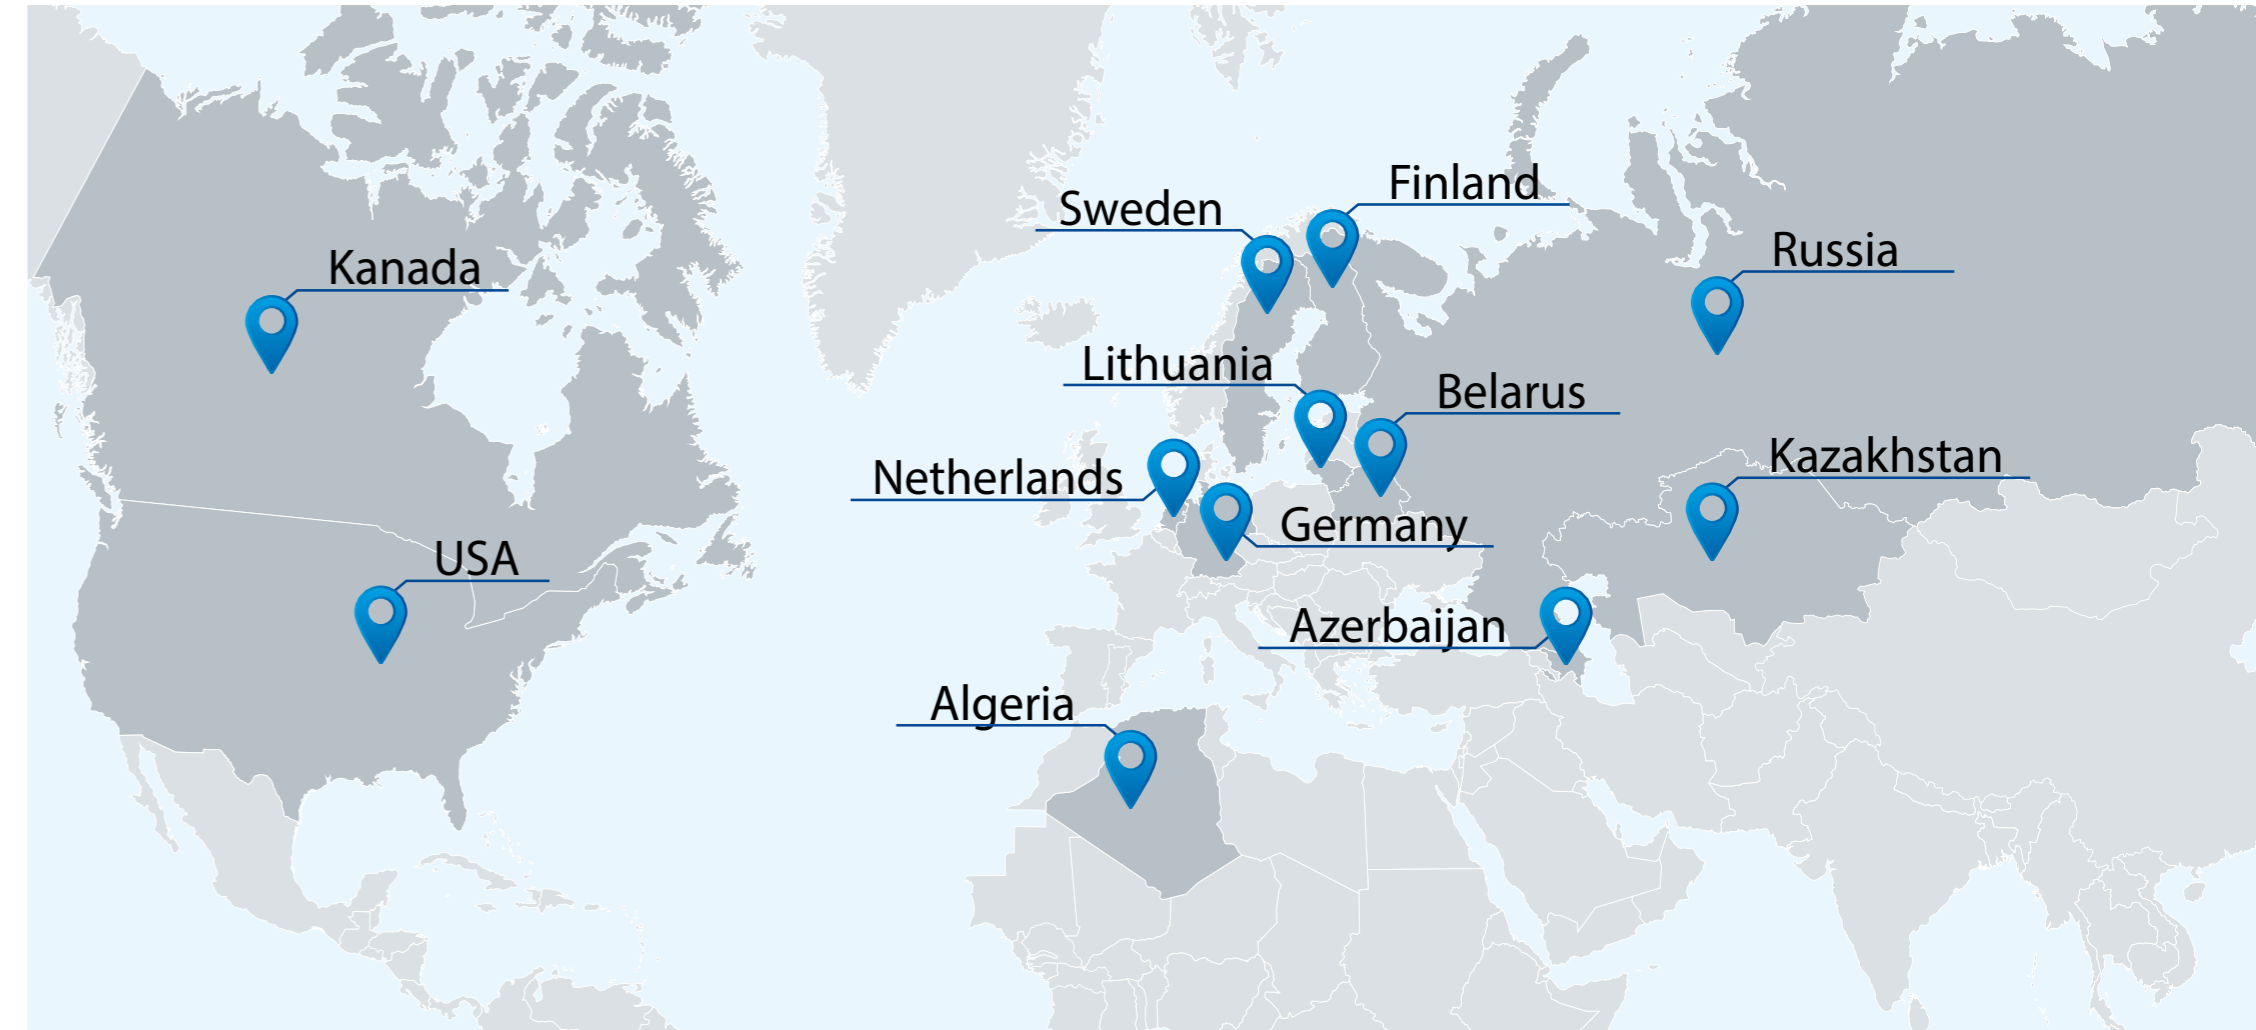 Finland
Sweden
Russia
Kanada
Lithuania
Belarus
Kazakhstan
Netherlands
Germany
USA
Azerbaijan
Algeria